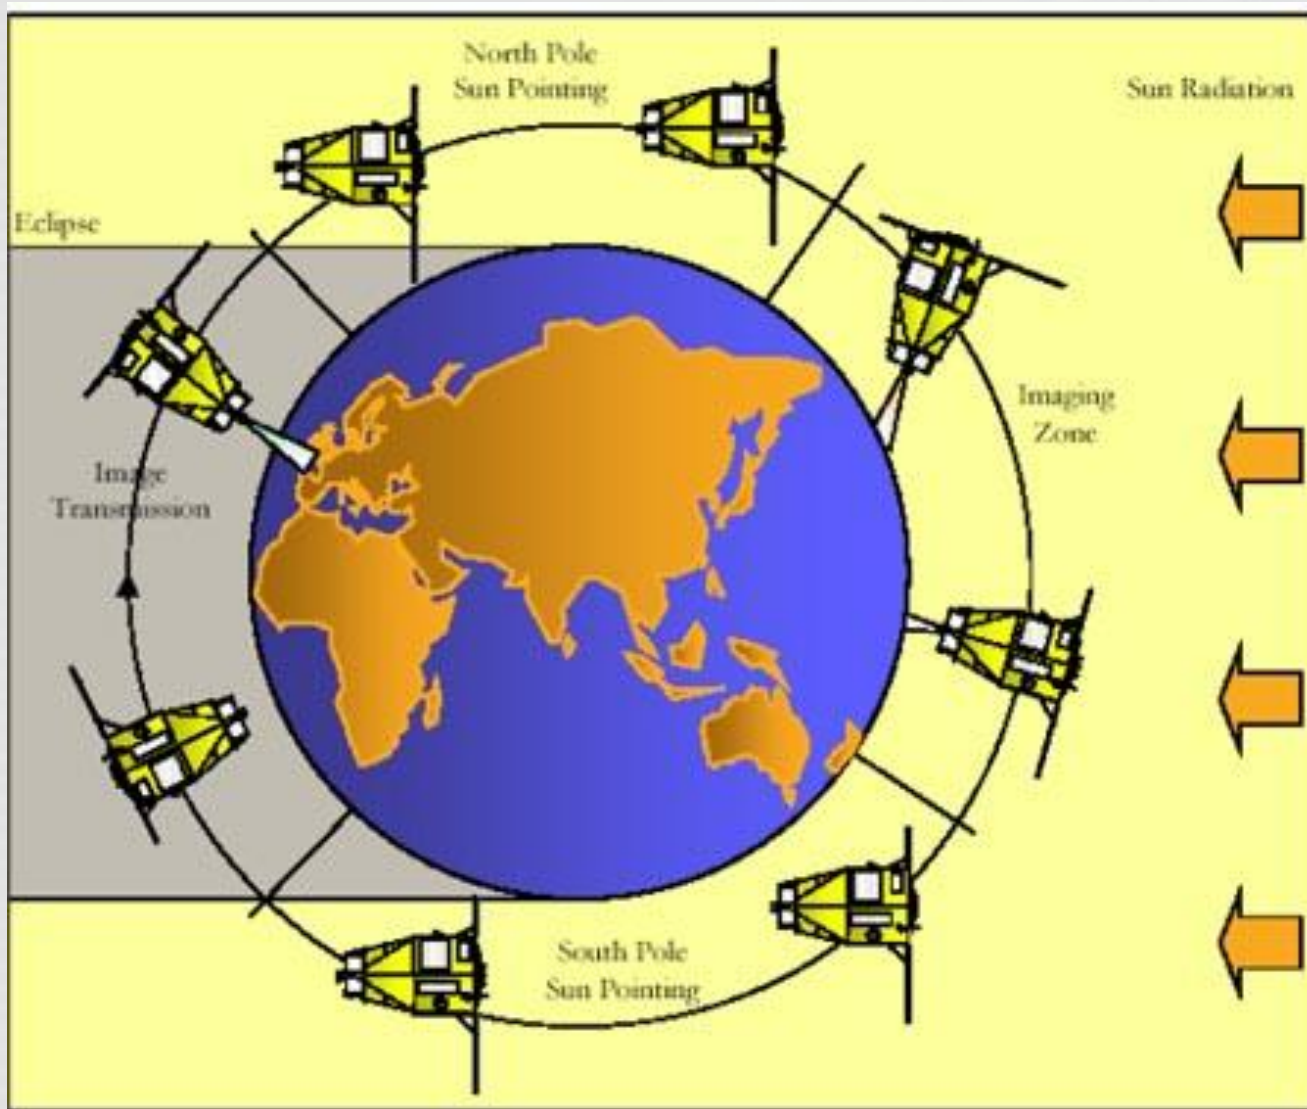 North Pole
Sun Pointing
Sun Radiation
Eclipse
Imaging
Zone
Image
Transmission
South Pole
Sun Pointing